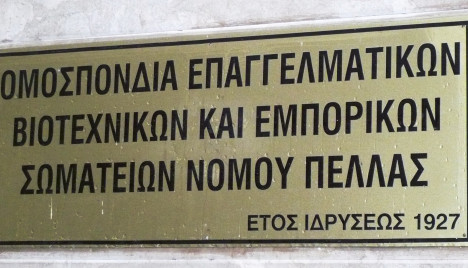 ΟΜΟΣΠΟΝΔΙΑ ΕΠΑΓΓΕΛΜΑΤΙΚΩΝ
ΒΙΟΤΕΧΝΙΚΩΝ ΚΑΙ ΕΜΠΟΡΙΚΩΝ
ΣΩΜΑΤΕΙΩΝ ΝΟΜΟΥ ΠΕΛΛΑΣ
ΕΤΟΣ ΙΔΡΥΣΕΩΣ 1927